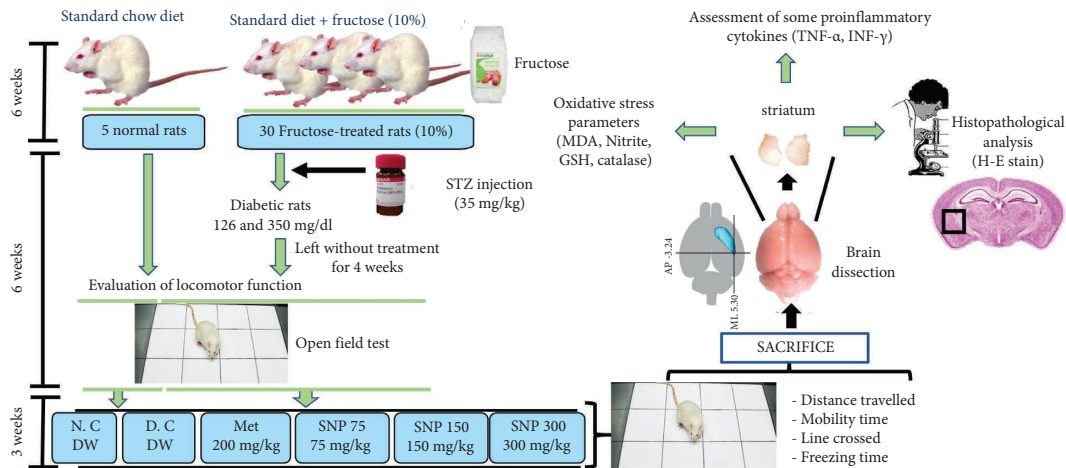 Standard chow diet
Standard diet + fructose (10%)
Fructose
6 weeks
5 normal rats
30 Fructose-treated rats (10%)
STZ injection
(35 mg/kg)
Diabetic rats
126 and 350 mg/dl
Left without treatment
for 4 weeks
6 weeks
Evaluation of locomotor function
Open field test
3 weeks
N. C
DW
D. C
DW
Met
200 mg/kg
SNP 75
75 mg/kg
SNP 150
150 mg/kg
SNP 300
300 mg/kg
Assessment of some proinflammatory
cytokines (TNF-α, INF-γ)
Oxidative stress
parameters
(MDA, Nitrite,
GSH, catalase)
striatum
Histopathological
analysis
(H-E stain)
AP -3.24
ML 5.30
Brain
dissection
SACRIFICE
- Distance travelled
- Mobility time
- Line crossed
- Freezing time